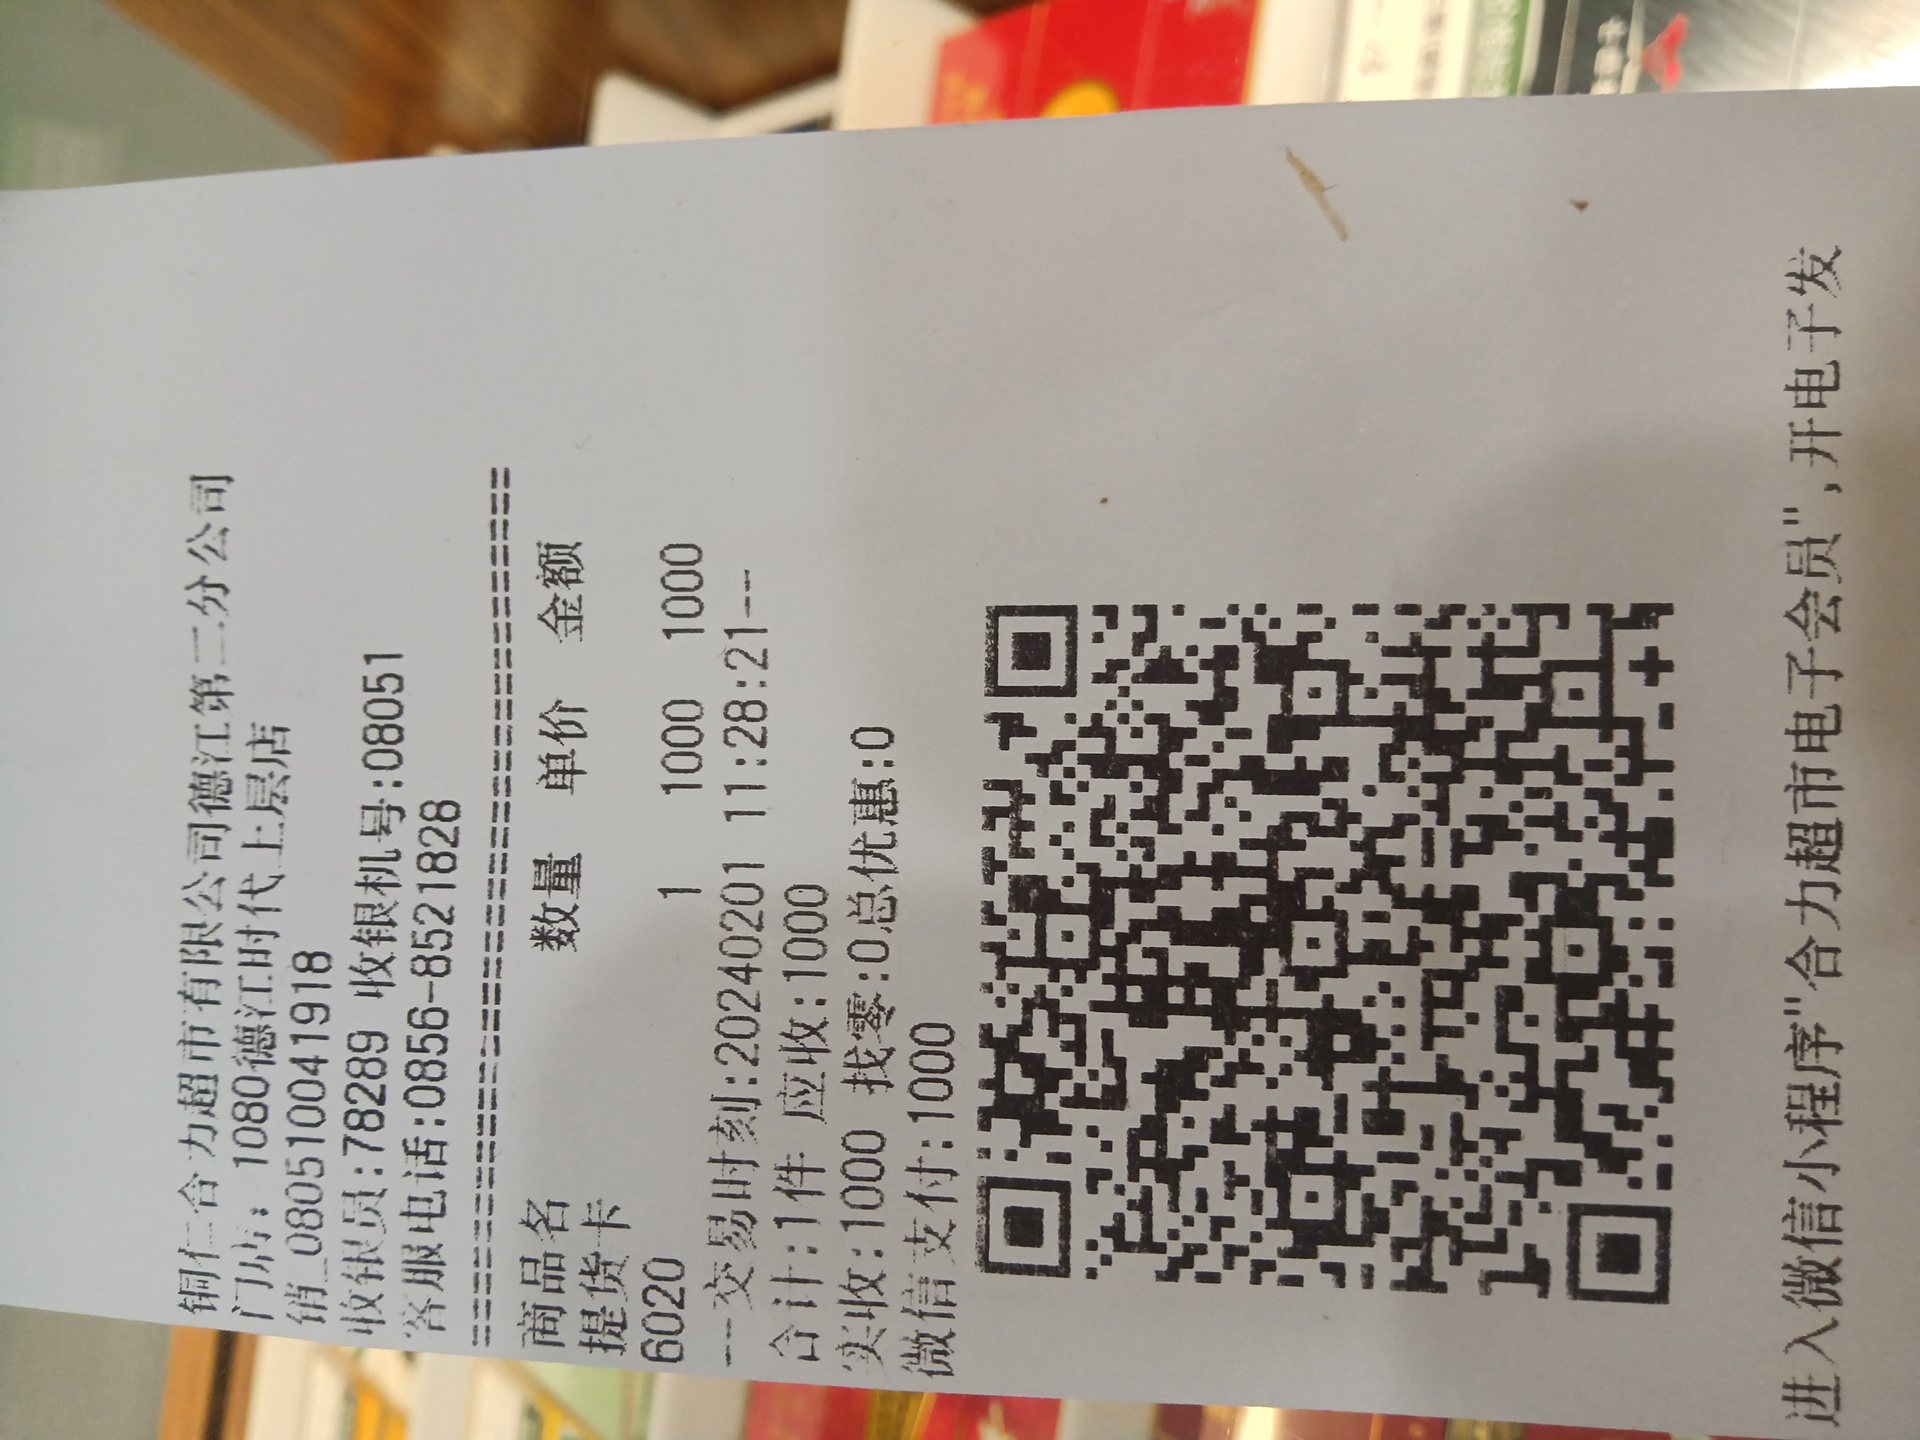 铜仁合力超市有限公司德江第二分公司
门店：1080德江时代上层店
销_080510041918
收银员:78289 收银机号:08051
客服电话:0856-8521828
================================
商品名 数量 单价 金额
提货卡
6020 1 1000 1000
--交易时刻:20240201 11:28:21--
合计:1件 应收:1000
实收:1000 找零:0总优惠:0
微信支付:1000
进入微信小程序"合力超市电子会员",开电子发